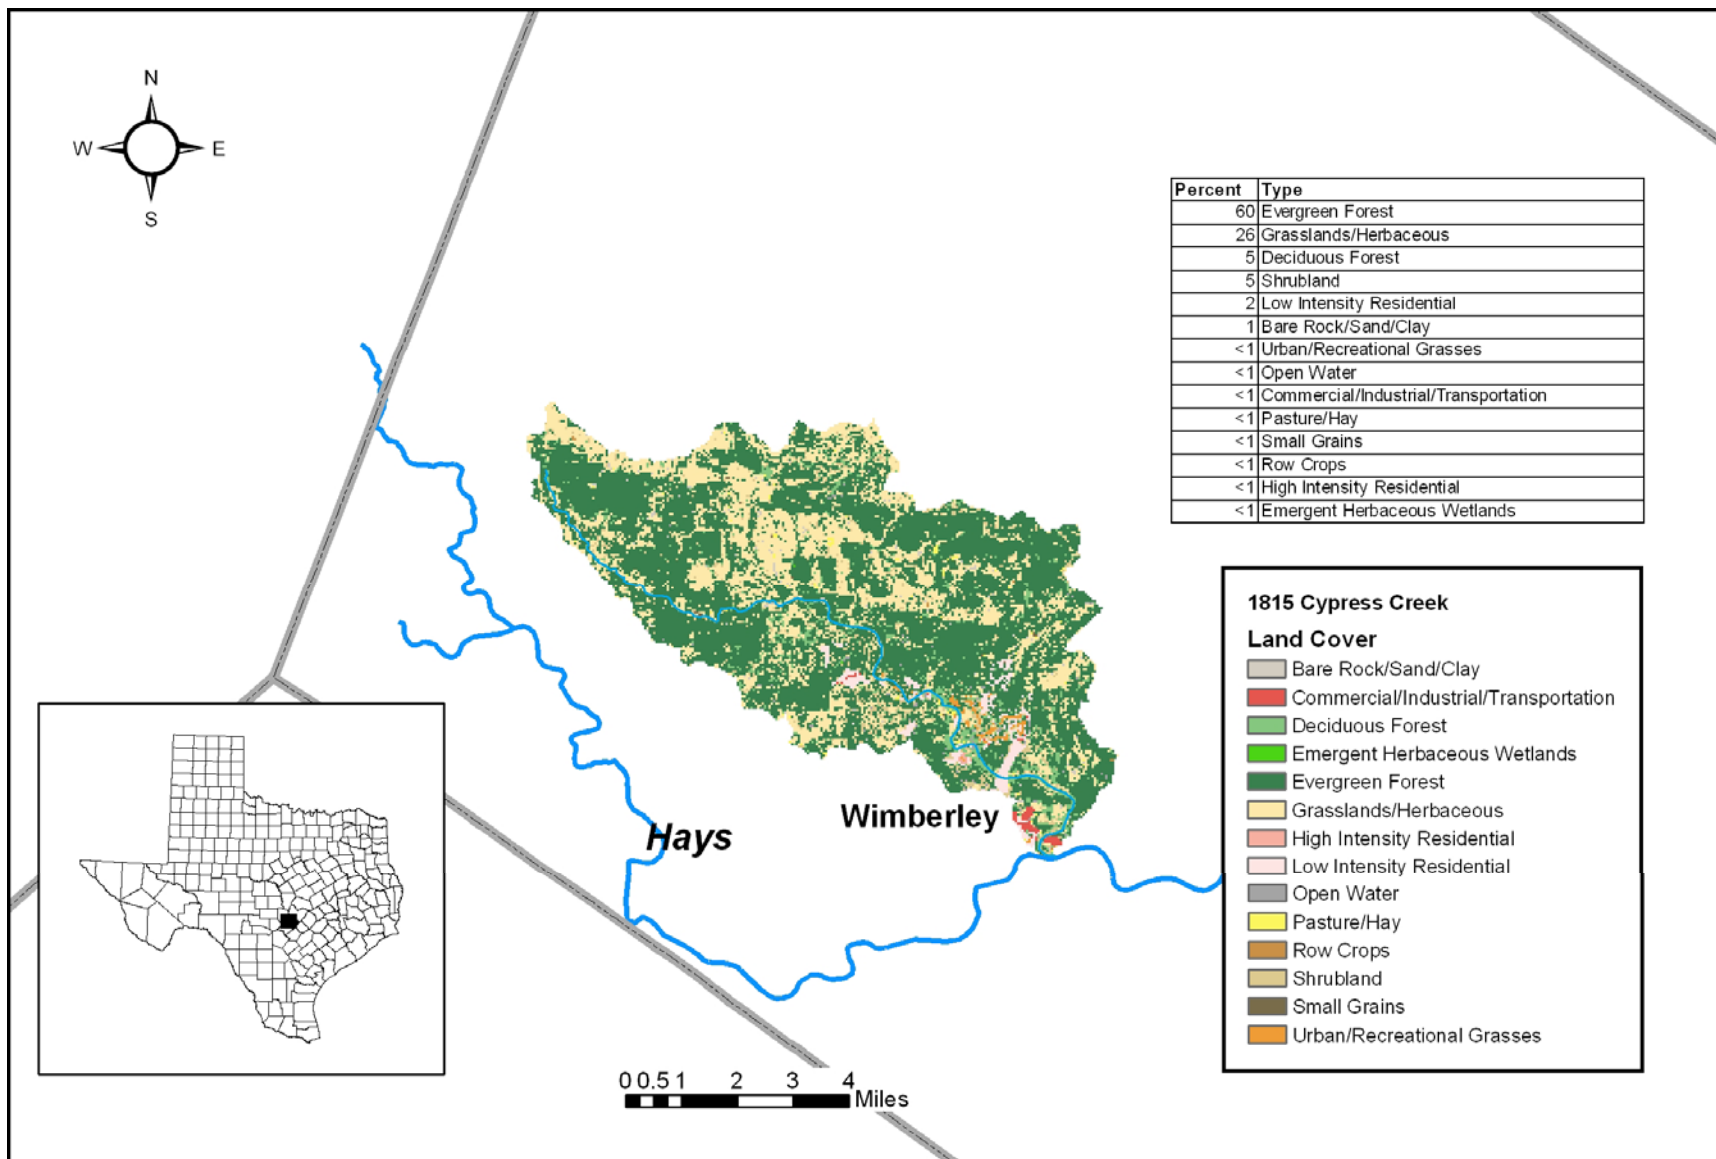 N
W E
S
Percent Type
60 Evergreen Forest
26 Grasslands/Herbaceous
5 Deciduous Forest
5 Shrubland
2 Low Intensity Residential
1 Bare Rock/Sand/Clay
<1 Urban/Recreational Grasses
<1 Open Water
<1 Commercial/Industrial/Transportation
<1 Pasture/Hay
<1 Small Grains
<1 Row Crops
<1 High Intensity Residential
<1 Emergent Herbaceous Wetlands
1815 Cypress Creek
Land Cover
Bare Rock/Sand/Clay
Commercial/Industrial/Transportation
Deciduous Forest
Emergent Herbaceous Wetlands
Evergreen Forest
Grasslands/Herbaceous
High Intensity Residential
Low Intensity Residential
Open Water
Pasture/Hay
Row Crops
Shrubland
Small Grains
Urban/Recreational Grasses
Wimberley
Hays
0 0.5 1 2 3 4
Miles